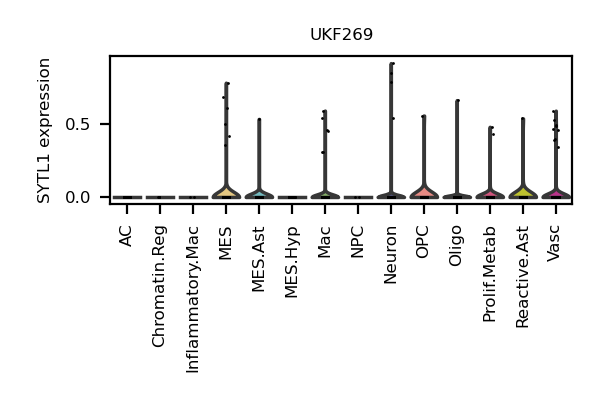 UKF269
SYTL1 expression
0.5
0.0
AC
Chromatin.Reg
Inflammatory.Mac
MES
MES.Ast
MES.Hyp
Mac
NPC
Neuron
OPC
Oligo
Prolif.Metab
Reactive.Ast
Vasc